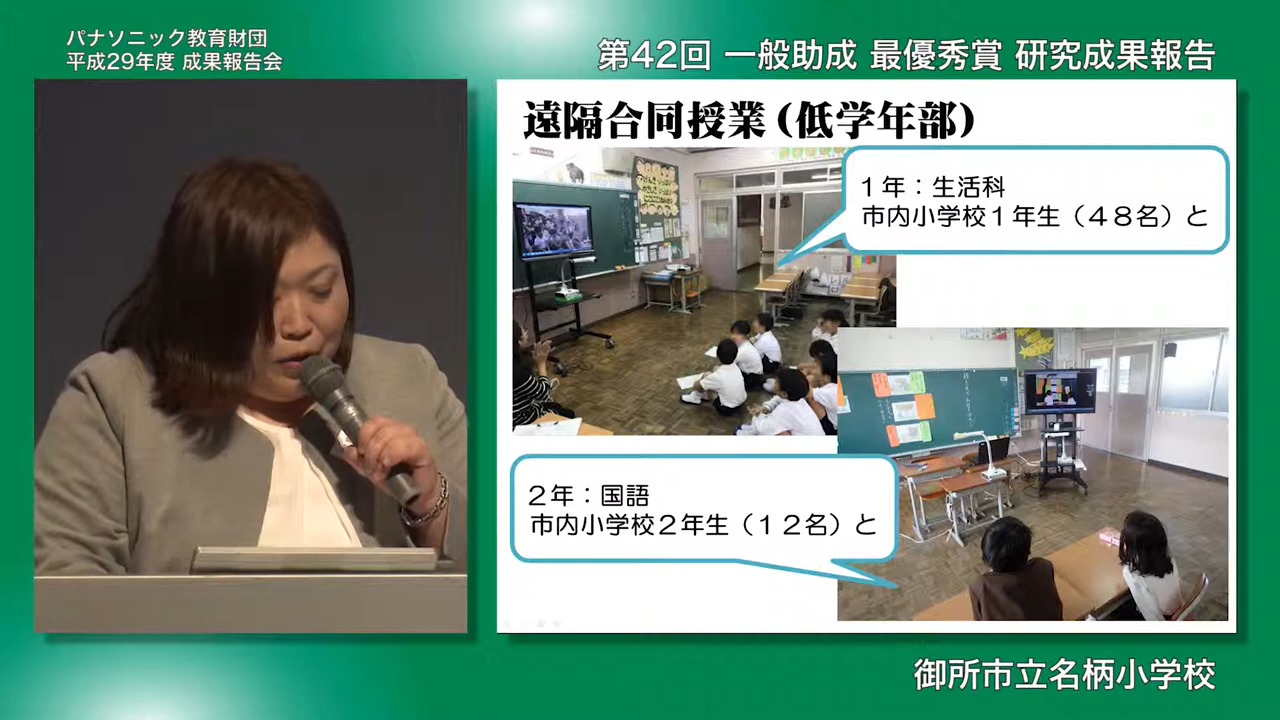 パナソニック教育財団
平成29年度 成果報告会
第42回 一般助成 最優秀賞 研究成果報告
遠隔合同授業（低学年部）
１年：生活科
市内小学校１年生（４８名）と
２年：国語
市内小学校２年生（１２名）と
御所市立名柄小学校